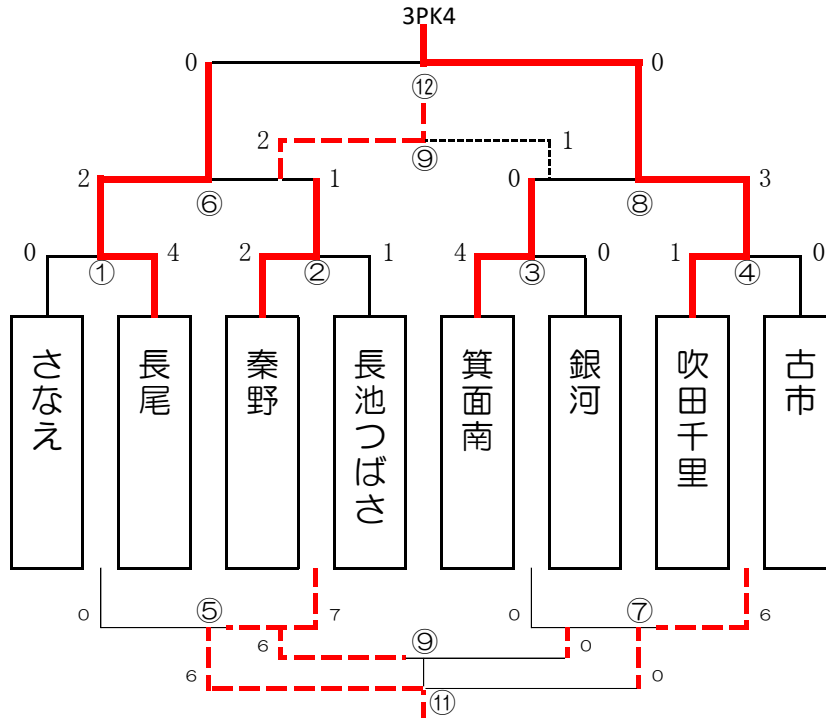 3PK4
0 0
⑫
2 ⑨ 1
2 ⑥ 1 0 ⑧ 3
0 ① 4 2 ② 1 4 ③ 0 1 ④ 0
さなえ
長尾
秦野
長池つばさ
箕面南
銀河
吹田千里
古市
0 ⑤ 7 0 ⑦ 6
6 ⑨ 0
6 ⑪ 0